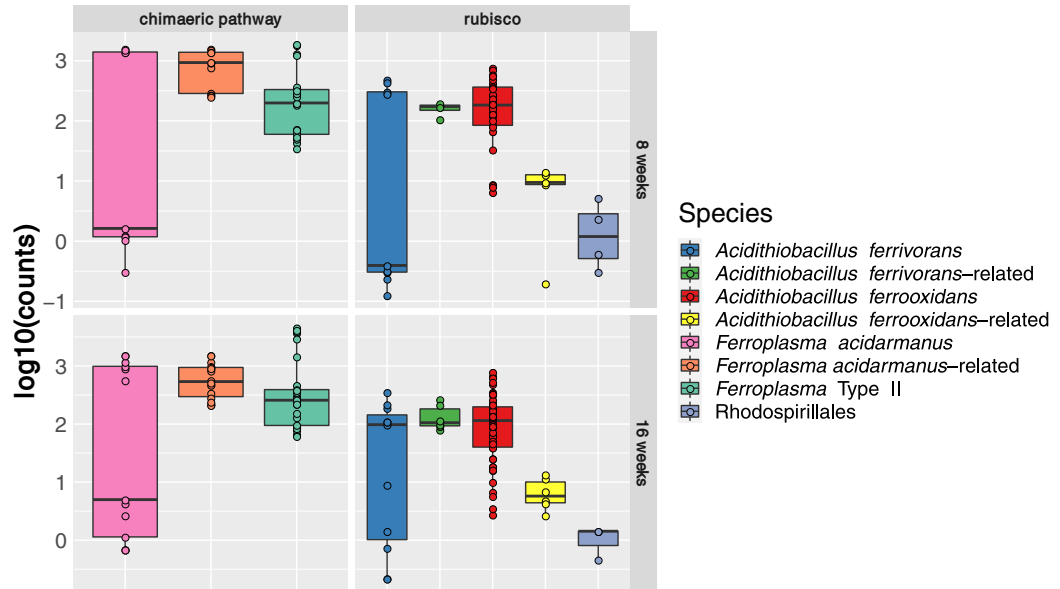 chimaeric pathway
rubisco
log10(counts)
3
2
1
0
−1
8 weeks
3
2
1
0
16 weeks
Species
Acidithiobacillus ferrivorans
Acidithiobacillus ferrivorans−related
Acidithiobacillus ferrooxidans
Acidithiobacillus ferrooxidans−related
Ferroplasma acidarmanus
Ferroplasma acidarmanus−related
Ferroplasma Type II
Rhodospirillales